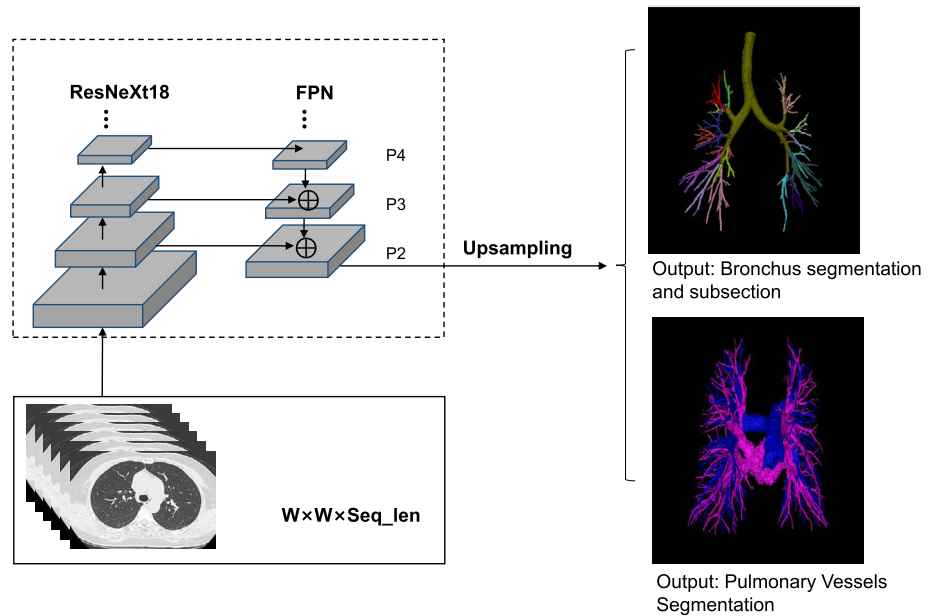 ResNeXt18
FPN
P4
P3
P2
Upsampling
W×W×Seq_len
Output: Bronchus segmentation
and subsection
Output: Pulmonary Vessels
Segmentation